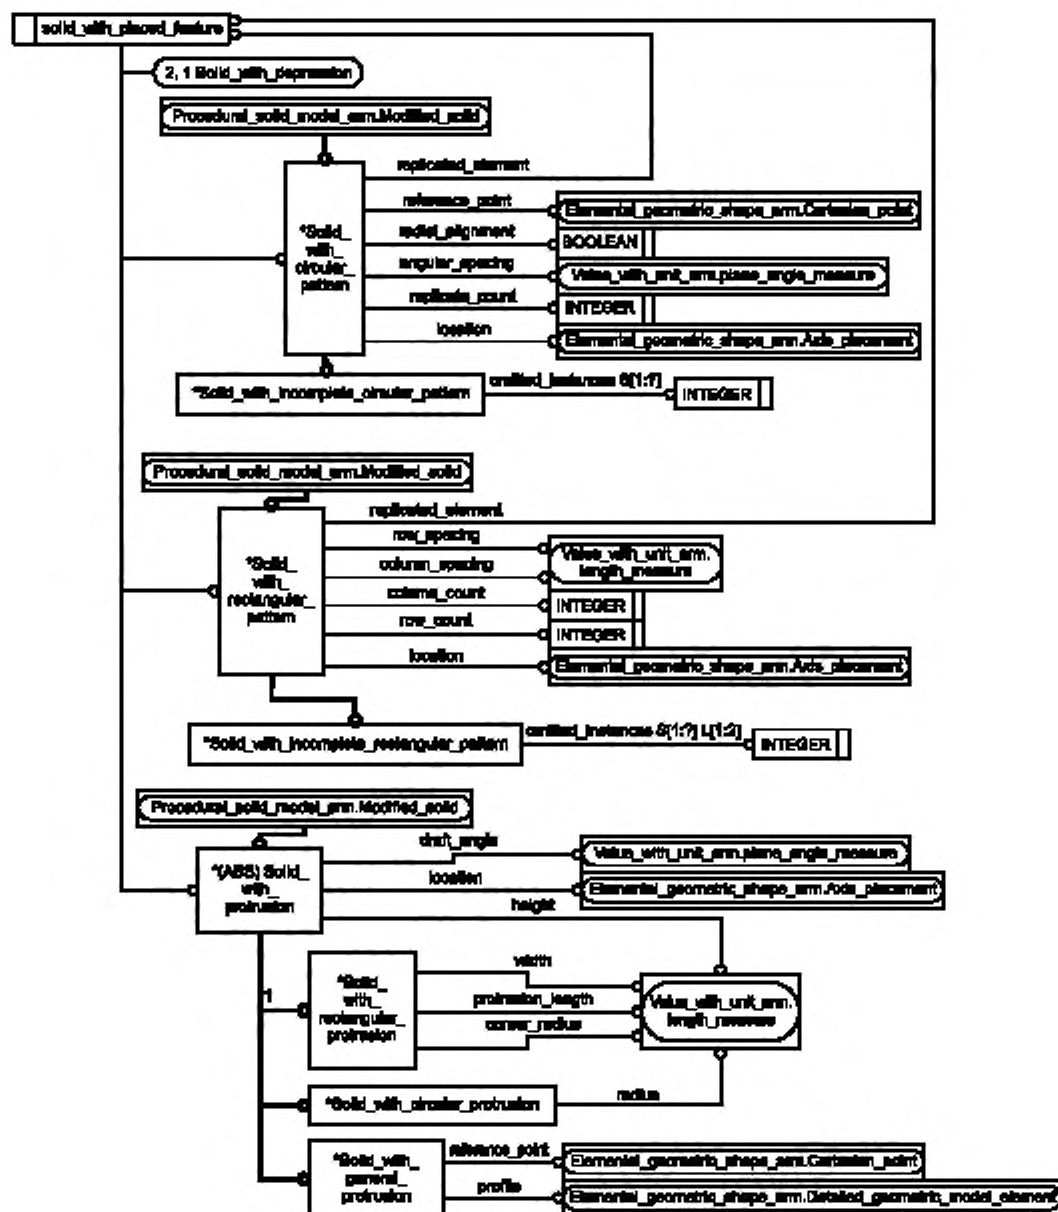 solid_with_placed_feature
2, 1 Solid_with_depression
Procedural_solid_model_arm.Modified_solid
replicated_element
reference_point
Elemental_geometric_shape_arm.Cartesian_point
*Solid_
with_
circular_
pattern
radial_alignment
BOOLEAN
angular_spacing
Value_with_unit_arm.plane_angle_measure
replicate_count
INTEGER
location
Elemental_geometric_shape_arm.Axis_placement
*Solid_with_incomplete_circular_pattern
omitted_instances S[1:?]
INTEGER
Procedural_solid_model_arm.Modified_solid
replicated_element
row_spacing
Value_with_unit_arm.
length_measure
*Solid_
with_
rectangular_
pattern
column_spacing
column_count
INTEGER
row_count
INTEGER
location
Elemental_geometric_shape_arm.Axis_placement
*Solid_with_incomplete_rectangular_pattern
omitted_instances S[1:?] L[1:2]
INTEGER
Procedural_solid_model_arm.Modified_solid
draft_angle
Value_with_unit_arm.plane_angle_measure
*(ABS) Solid_
with_
protrusion
location
Elemental_geometric_shape_arm.Axis_placement
height
1
*Solid_
with_
rectangular_
protrusion
width
protrusion_length
corner_radius
Value_with_unit_arm.
length_measure
*Solid_with_circular_protrusion
radius
*Solid_with_
general_
protrusion
reference_point
Elemental_geometric_shape_arm.Cartesian_point
profile
Elemental_geometric_shape_arm.Detailed_geometric_model_element